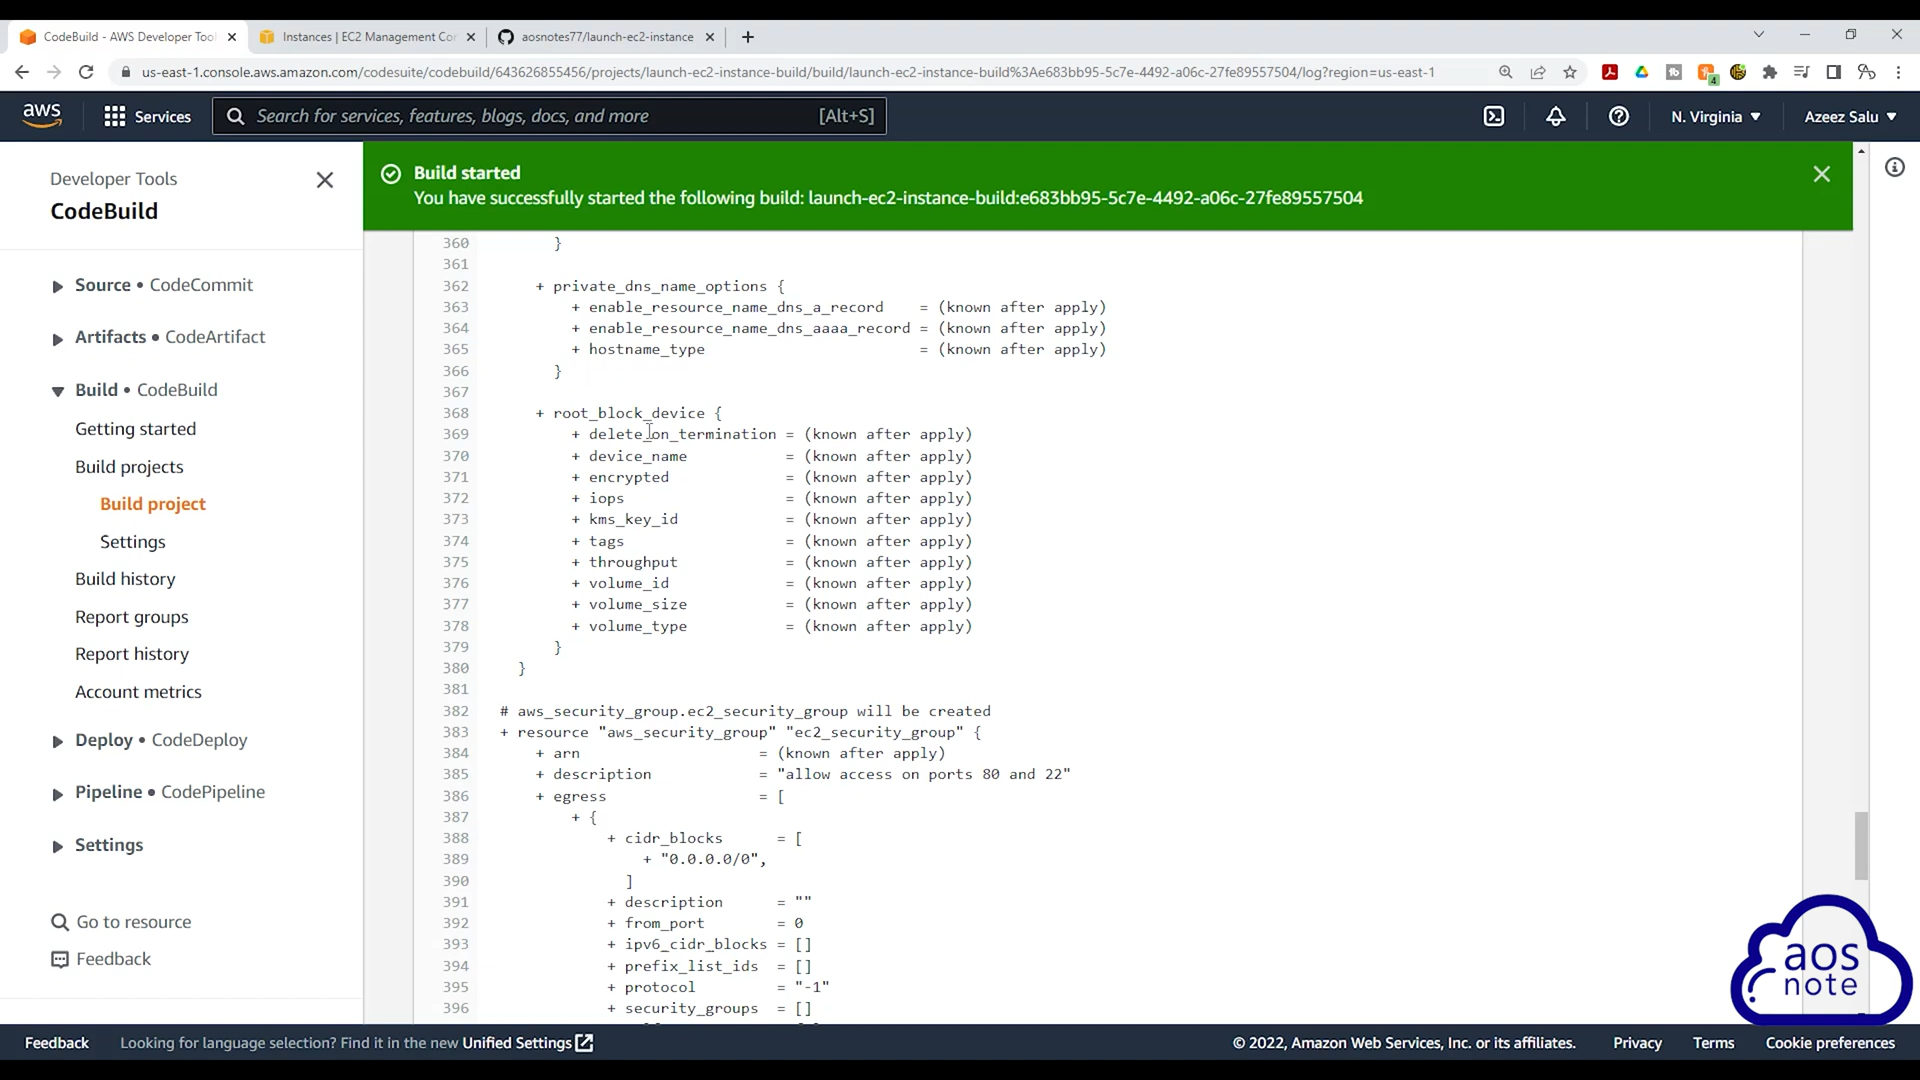 CodeBuild - AWS Developer Tool
Instances | EC2 Management Con
aosnotes77/launch-ec2-instance
us-east-1.console.aws.amazon.com/codesuite/codebuild/643626855456/projects/launch-ec2-instance-build/build/launch-ec2-instance-build%3Ae683bb95-5c7e-4492-a06c-27fe89557504/log?region=us-east-1
4
aws
Services
Search for services, features, blogs, docs, and more
[Alt+S]
N. Virginia
Azeez Salu
Developer Tools
CodeBuild
Source • CodeCommit
Artifacts • CodeArtifact
Build • CodeBuild
Getting started
Build projects
Build project
Settings
Build history
Report groups
Report history
Account metrics
Deploy • CodeDeploy
Pipeline • CodePipeline
Settings
Go to resource
Feedback
Build started
You have successfully started the following build: launch-ec2-instance-build:e683bb95-5c7e-4492-a06c-27fe89557504
360 }
361
362 + private_dns_name_options {
363 + enable_resource_name_dns_a_record = (known after apply)
364 + enable_resource_name_dns_aaaa_record = (known after apply)
365 + hostname_type = (known after apply)
366 }
367
368 + root_block_device {
369 + delete_on_termination = (known after apply)
370 + device_name = (known after apply)
371 + encrypted = (known after apply)
372 + iops = (known after apply)
373 + kms_key_id = (known after apply)
374 + tags = (known after apply)
375 + throughput = (known after apply)
376 + volume_id = (known after apply)
377 + volume_size = (known after apply)
378 + volume_type = (known after apply)
379 }
380 }
381
382 # aws_security_group.ec2_security_group will be created
383 + resource "aws_security_group" "ec2_security_group" {
384 + arn = (known after apply)
385 + description = "allow access on ports 80 and 22"
386 + egress = [
387 + {
388 + cidr_blocks = [
389 + "0.0.0.0/0",
390 ]
391 + description = ""
392 + from_port = 0
393 + ipv6_cidr_blocks = []
394 + prefix_list_ids = []
395 + protocol = "-1"
396 + security_groups = []
aos
note
Feedback
Looking for language selection? Find it in the new Unified Settings
© 2022, Amazon Web Services, Inc. or its affiliates.
Privacy
Terms
Cookie preferences